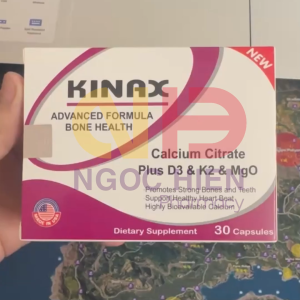 NEW
KINAX
ADVANCED FORMULA
BONE HEALTH
Calcium Citrate
Plus D3 & K2 & MgO
NGOC HIEN
Promotes Strong Bones and Teeth
Support Healthy Heart Beat
Highly Bioavailable Calcium
Dietary Supplement
30 Capsules